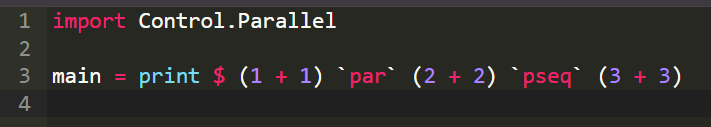 1 import Control.Parallel
2
3 main = print $ (1 + 1) `par` (2 + 2) `pseq` (3 + 3)
4